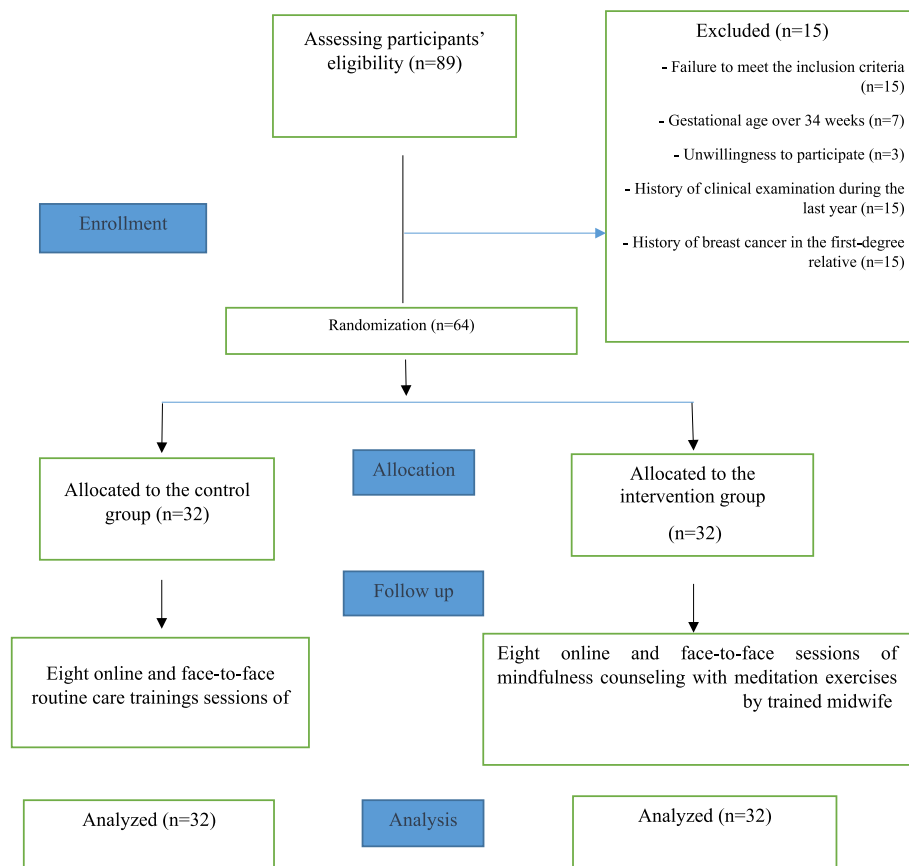 Assessing participants’
eligibility (n=89)
Excluded (n=15)
- Failure to meet the inclusion criteria
(n=15)
- Gestational age over 34 weeks (n=7)
- Unwillingness to participate (n=3)
- History of clinical examination during the
last year (n=15)
- History of breast cancer in the first-degree
relative (n=15)
Enrollment
Randomization (n=64)
Allocation
Allocated to the control
group (n=32)
Allocated to the
intervention group
(n=32)
Follow up
Eight online and face-to-face
routine care trainings sessions of
Eight online and face-to-face sessions of
mindfulness counseling with meditation exercises
by trained midwife
Analyzed (n=32)
Analysis
Analyzed (n=32)